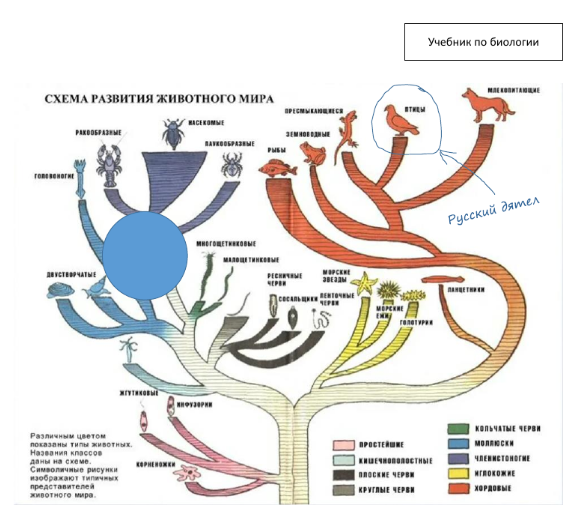 Учебник по биологии
СХЕМА РАЗВИТИЯ ЖИВОТНОГО МИРА
МЛЕКОПИТАЮЩИЕ
ПТИЦЫ
ПРЕСМЫКАЮЩИЕСЯ
ЗЕМНОВОДНЫЕ
РЫБЫ
НАСЕКОМЫЕ
РАКООБРАЗНЫЕ
ПАУКООБРАЗНЫЕ
ГОЛОВОНОГИЕ
Русский дятел
МНОГОЩЕТИНКОВЫЕ
МАЛОЩЕТИНКОВЫЕ
ДВУСТВОРЧАТЫЕ
РЕСНИЧНЫЕ
ЧЕРВИ
СОСАЛЬЩИКИ
ЛЕНТОЧНЫЕ
ЧЕРВИ
МОРСКИЕ
ЗВЕЗДЫ
МОРСКИЕ
ЕЖИ
ГОЛОТУРИИ
ЛАНЦЕТНИКИ
ЖГУТИКОВЫЕ
ИНФУЗОРИИ
КОРНЕНОЖКИ
Различным цветом
показаны типы животных.
Названия классов
даны на схеме.
Символичные рисунки
изображают типичных
представителей
животного мира.
ПРОСТЕЙШИЕ
КИШЕЧНОПОЛОСТНЫЕ
ПЛОСКИЕ ЧЕРВИ
КРУГЛЫЕ ЧЕРВИ
КОЛЬЧАТЫЕ ЧЕРВИ
МОЛЛЮСКИ
ЧЛЕНИСТОНОГИЕ
ИГЛОКОЖИЕ
ХОРДОВЫЕ